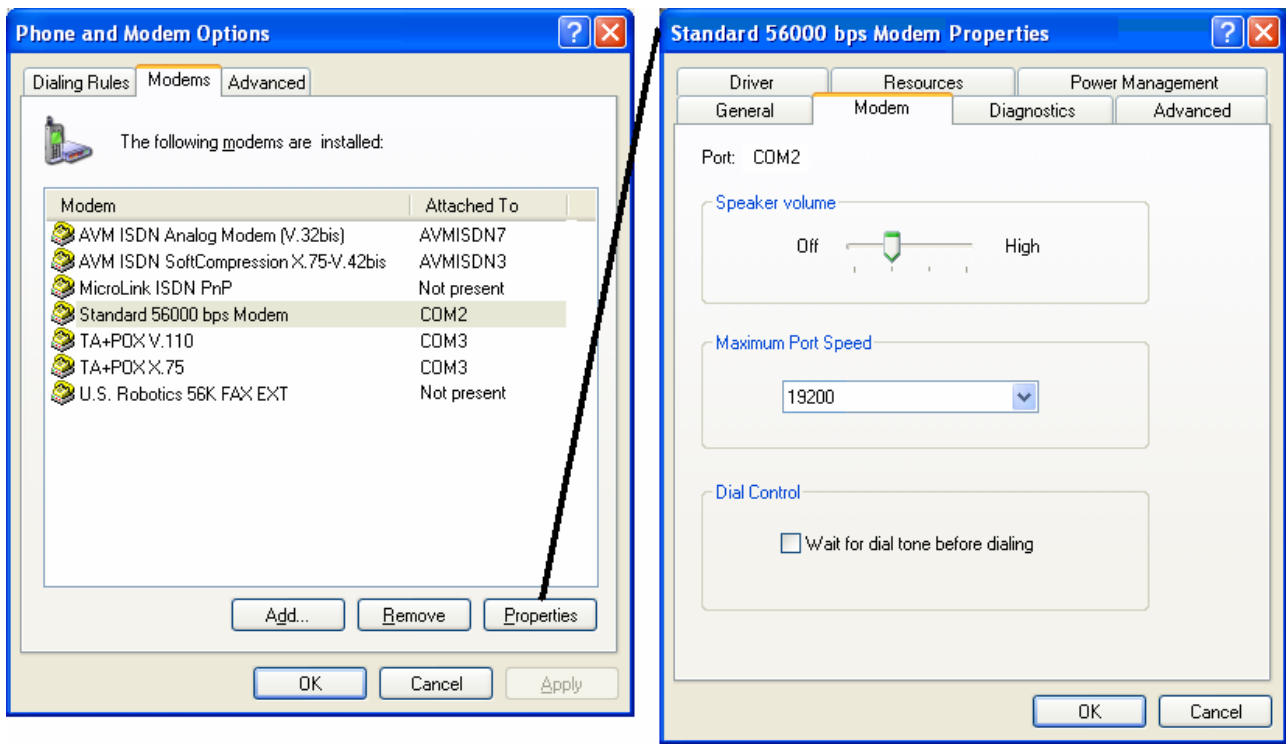 Phone and Modem Options
Dialing Rules Modems Advanced
The following modems are installed:
Modem Attached To
AVM ISDN Analog Modem (V.32bis) AVMISDN7
AVM ISDN SoftCompression X.75-V.42bis AVMISDN3
MicroLink ISDN PnP Not present
Standard 56000 bps Modem COM2
TA+POX V.110 COM3
TA+POX X.75 COM3
U.S. Robotics 56K FAX EXT Not present
Add... Remove Properties
OK Cancel Apply
Standard 56000 bps Modem Properties
Driver Resources Power Management
General Modem Diagnostics Advanced
Port: COM2
Speaker volume
Off High
Maximum Port Speed
19200
Dial Control
Wait for dial tone before dialing
OK Cancel